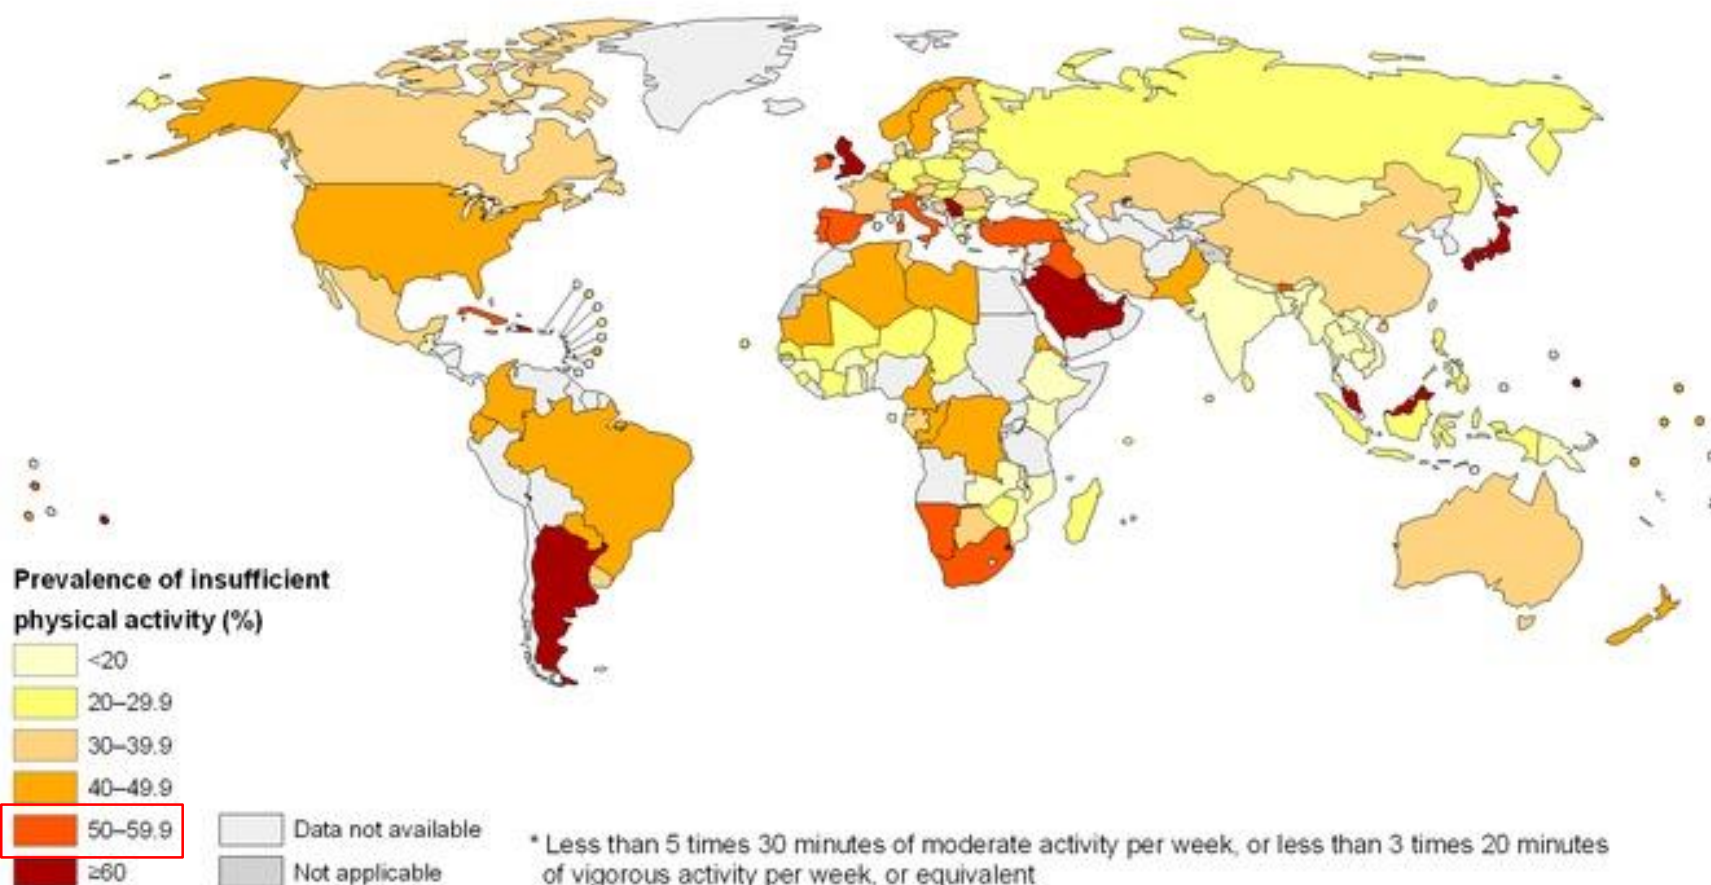 Prevalence of insufficient
physical activity (%)
<20
20–29.9
30–39.9
40–49.9
50–59.9
≥60
Data not available
Not applicable
* Less than 5 times 30 minutes of moderate activity per week, or less than 3 times 20 minutes
of vigorous activity per week, or equivalent